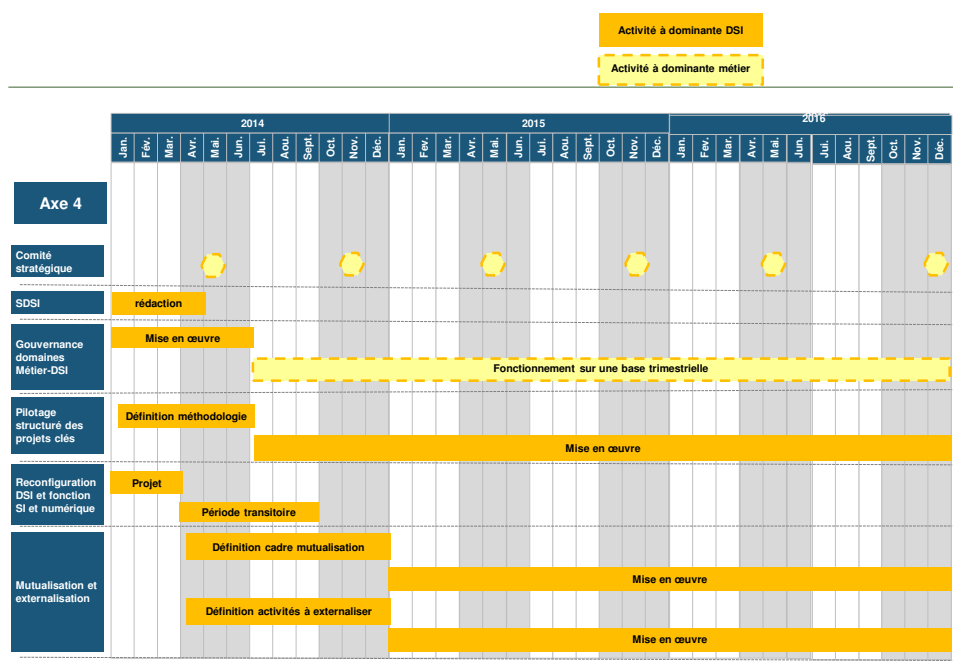 Activité à dominante DSI
Activité à dominante métier
2014 2015 2016
Jan. Fév. Mar. Avr. Mai. Jun. Jui. Aou. Sept. Oct. Nov. Déc. Jan. Fev. Mar. Avr. Mai. Jun. Jui. Aou. Sept. Oct Nov. Déc. Jan. Fev. Mar. Avr. Mai. Jun. Jui. Aou. Sept. Oct. Nov. Déc.
Axe 4
Comité
stratégique
SDSI
rédaction
Gouvernance
domaines
Métier-DSI
Mise en œuvre
Fonctionnement sur une base trimestrielle
Pilotage
structuré des
projets clés
Définition méthodologie
Mise en œuvre
Reconfiguration
DSI et fonction
SI et numérique
Projet
Période transitoire
Mutualisation et
externalisation
Définition cadre mutualisation
Mise en œuvre
Définition activités à externaliser
Mise en œuvre